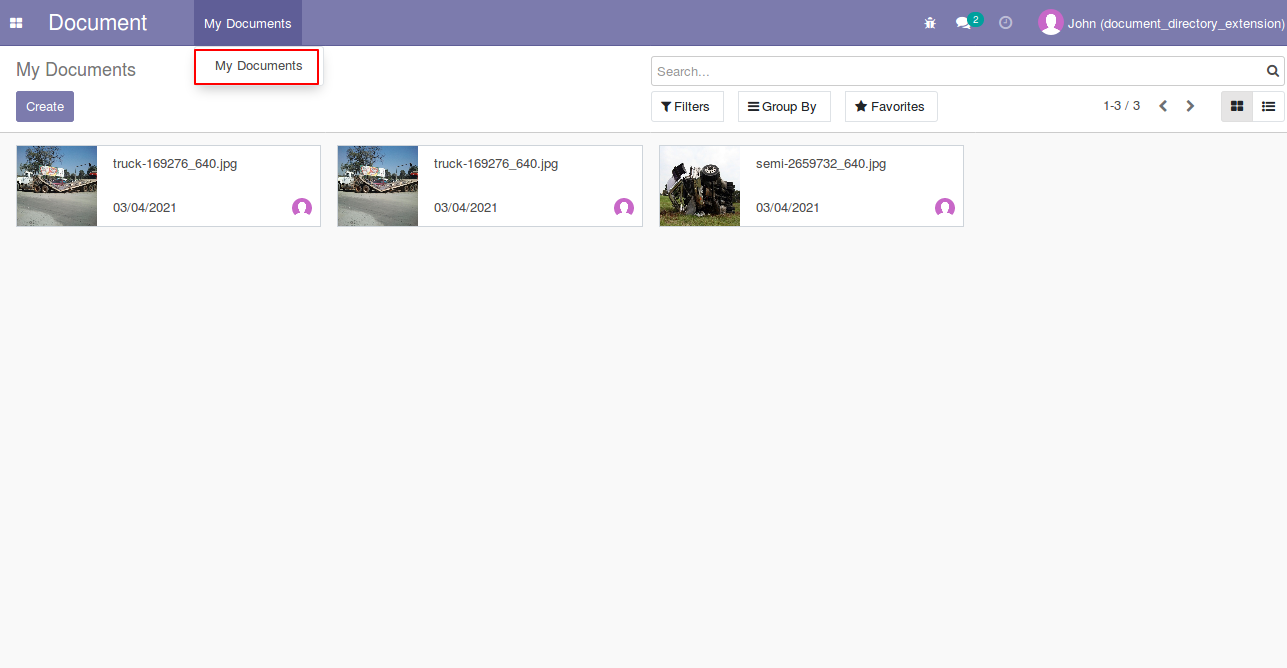 Document
My Documents
2
John (document_directory_extension)
My Documents
My Documents
Search...
Create
Filters
Group By
Favorites
1-3 / 3
truck-169276_640.jpg
03/04/2021
truck-169276_640.jpg
03/04/2021
semi-2659732_640.jpg
03/04/2021